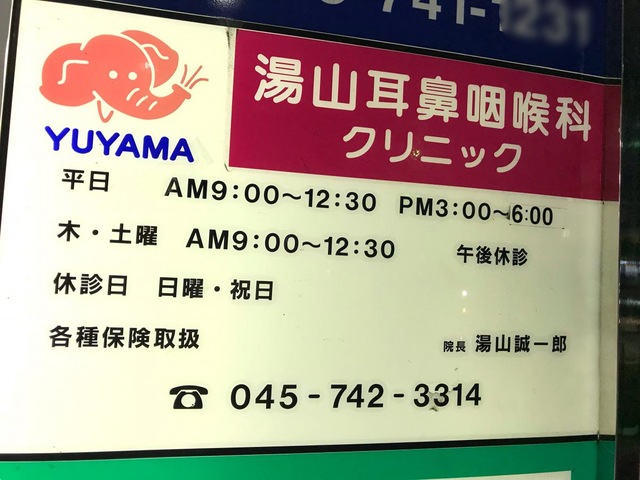 741-1231
湯山耳鼻咽喉科
クリニック
YUYAMA
平日 AM9:00〜12:30 PM3:00〜6:00
木・土曜 AM9:00〜12:30 午後休診
休診日 日曜・祝日
各種保険取扱 院長 湯山誠一郎
☎ 045-742-3314